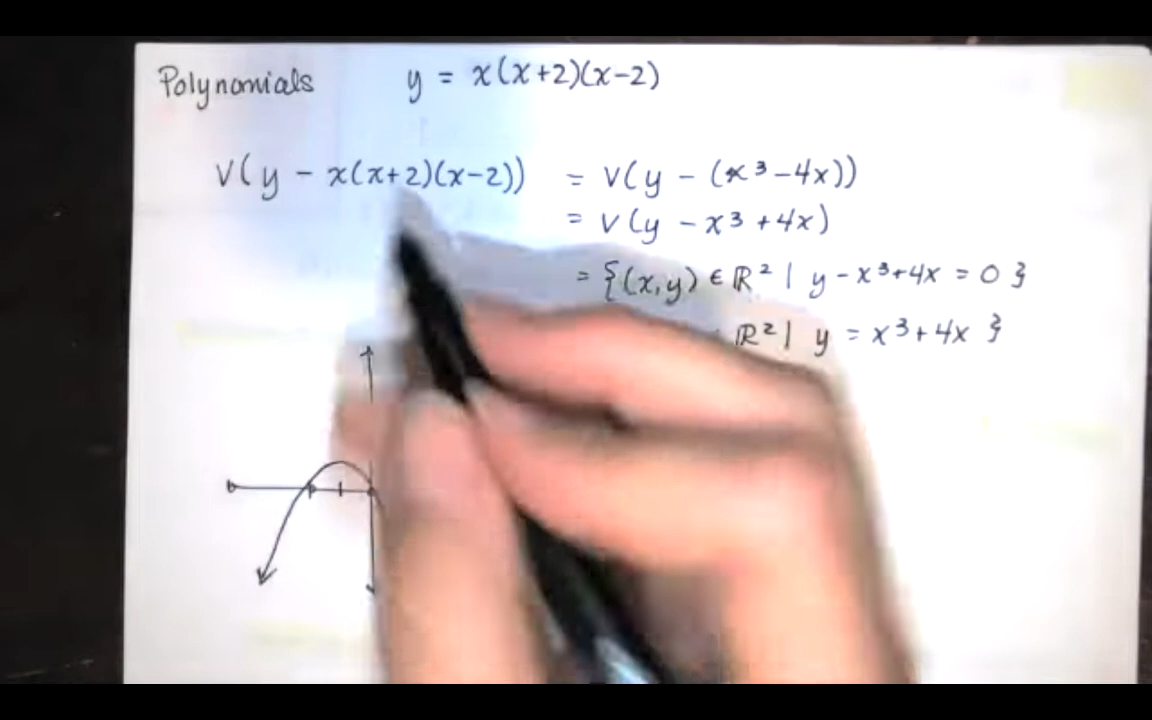 Polynomials y = x(x+2)(x-2)
V(y - x(x+2)(x-2)) = V(y - (x³-4x))
= V(y - x³ + 4x)
= {(x,y) ∈ ℝ² | y - x³+4x = 0 }
ℝ² | y = x³+4x }